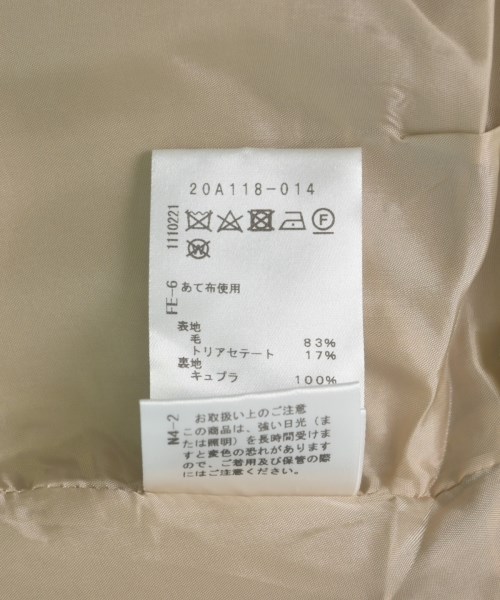 20A118-014
1110221
F
W
FE-6
あて布使用
表地
毛 83%
トリアセテート 17%
裏地
キュプラ 100%
N4-2
お取扱い上のご注意
この商品は、強い日光(ま
たは照明)を長時間受けま
すと変色の恐れがあります
ので、ご着用及び保管の際
にはご注意ください。